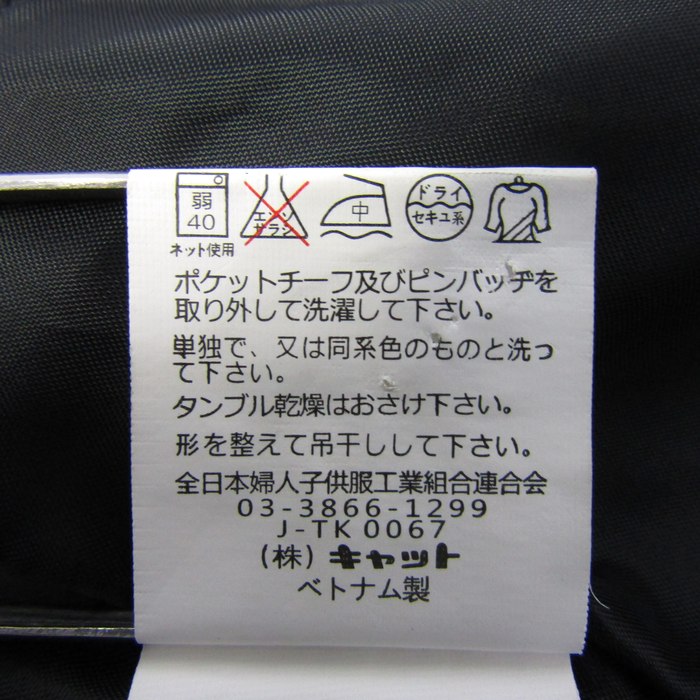 弱 40 エンソ サラシ 中 ドライ セキユ系
ネット使用
ポケットチーフ及びピンバッヂを
取り外して洗濯して下さい。
単独で、又は同系色のものと洗っ
て下さい。
タンブル乾燥はおさけ下さい。
形を整えて吊干しして下さい。
全日本婦人子供服工業組合連合会
03-3866-1299
J-TK0067
(株)キャット
ベトナム製